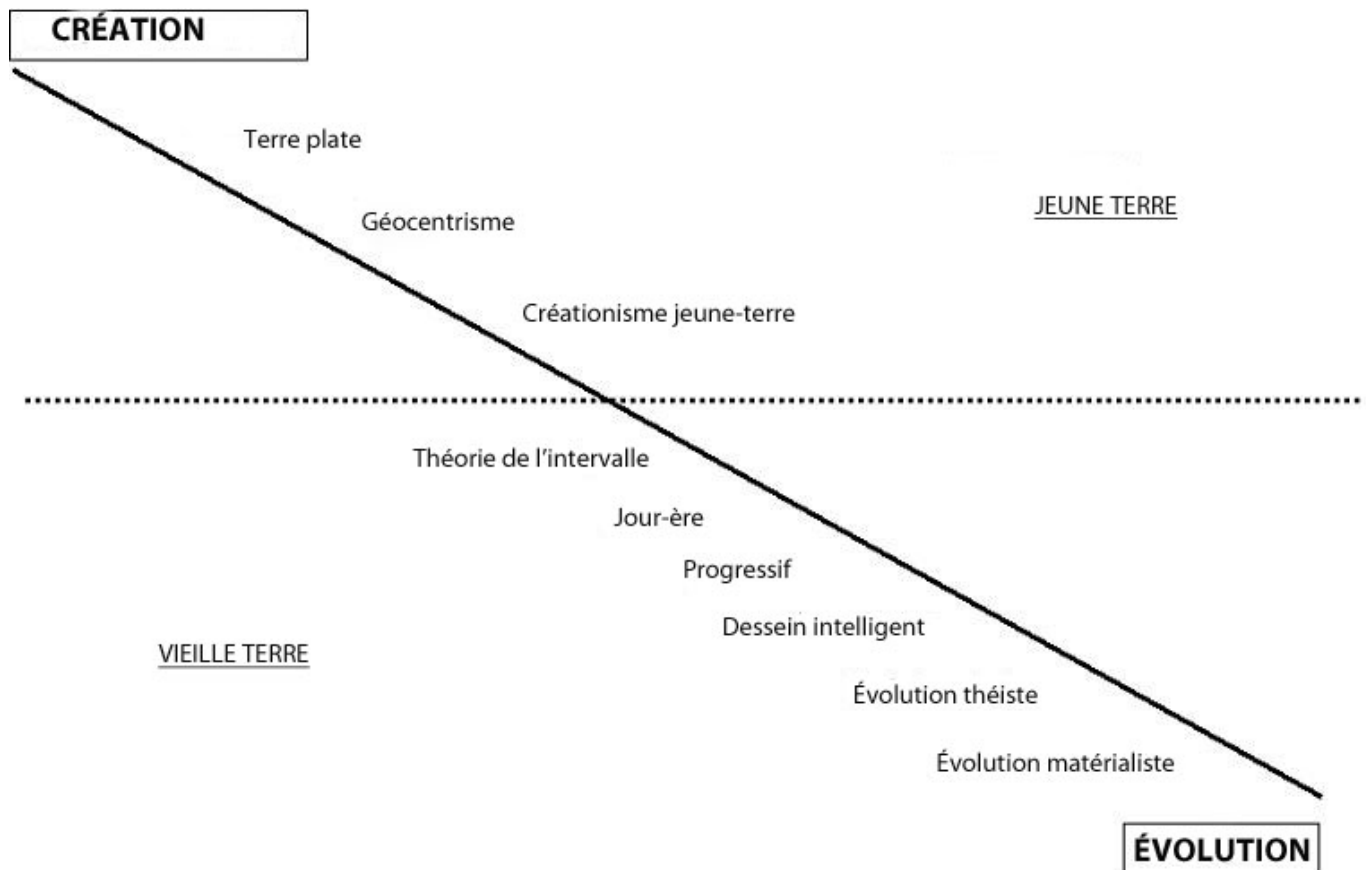 CRÉATION
Terre plate
JEUNE TERRE
Géocentrisme
Créationisme jeune-terre
Théorie de l'intervalle
Jour-ère
Progressif
Dessein intelligent
VIEILLE TERRE
Évolution théiste
Évolution matérialiste
ÉVOLUTION